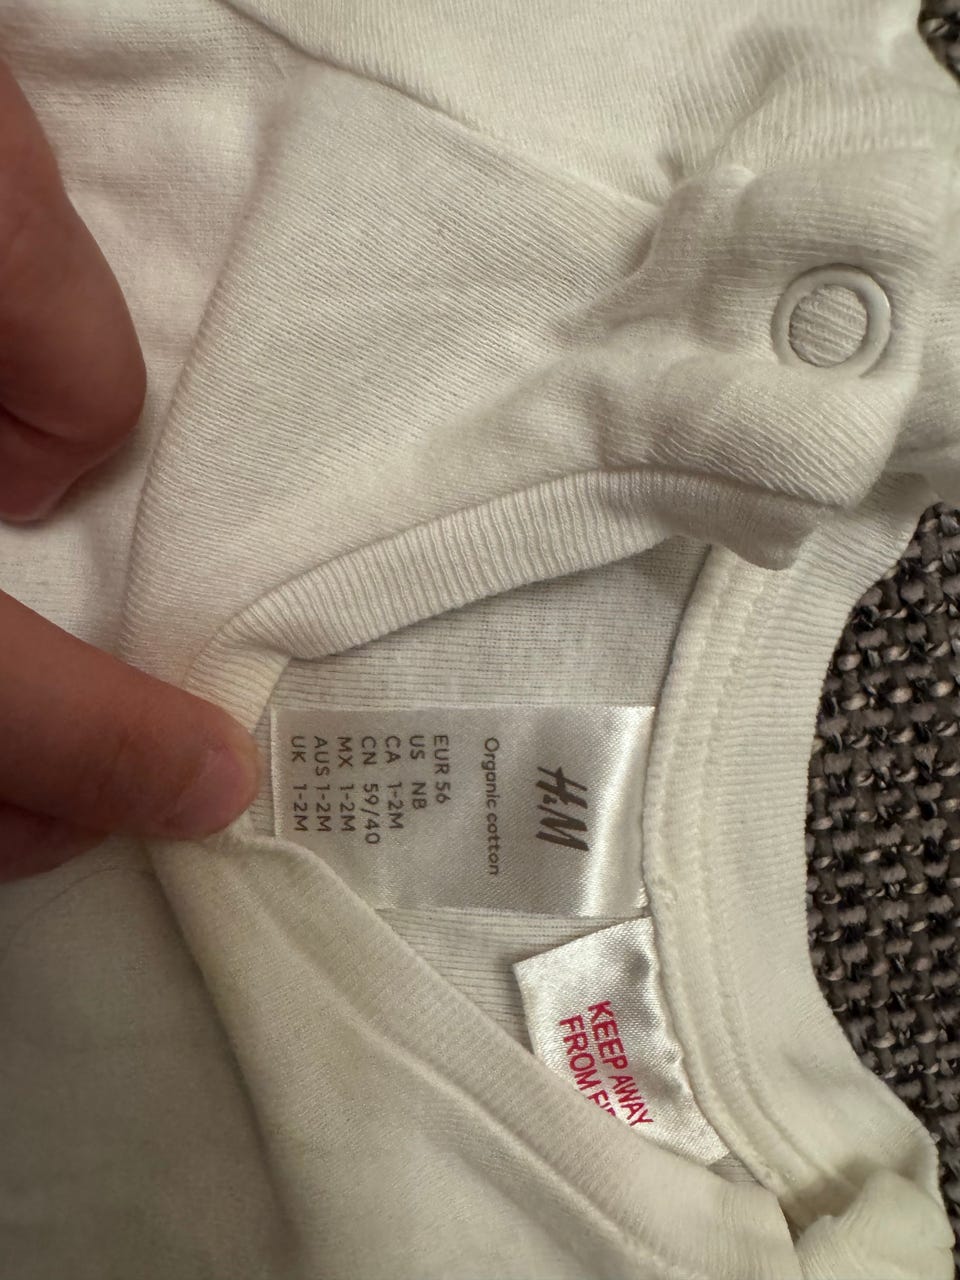 H&M
Organic cotton
EUR 56
US NB
CA 1-2M
CN 59/40
MX 1-2M
AUS 1-2M
UK 1-2M
KEEP AWAY
FROM